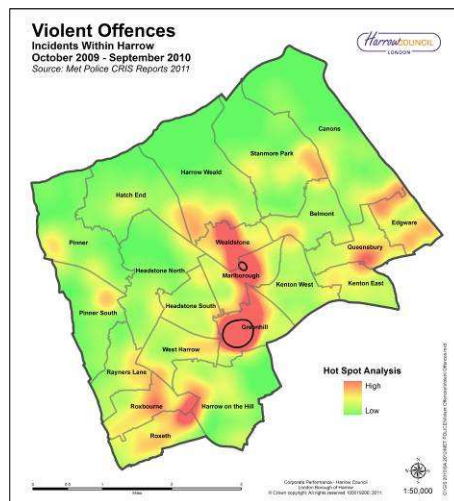 Violent Offences
Incidents Within Harrow
October 2009 - September 2010
Source: Met Police CRIS Reports 2011
HarrowCOUNCIL
LONDON
Canons
Stanmore Park
Harrow Weald
Hatch End
Belmont
Edgware
Wealdstone
Pinner
Queensbury
Headstone North
Marlborough
Kenton West
Kenton East
Pinner South
Headstone South
Greenhill
West Harrow
Rayners Lane
Hot Spot Analysis
High
Low
Roxbourne
Harrow on the Hill
Roxeth
Miles
Corporate Performance - Harrow Council
London Borough of Harrow
1:50,000